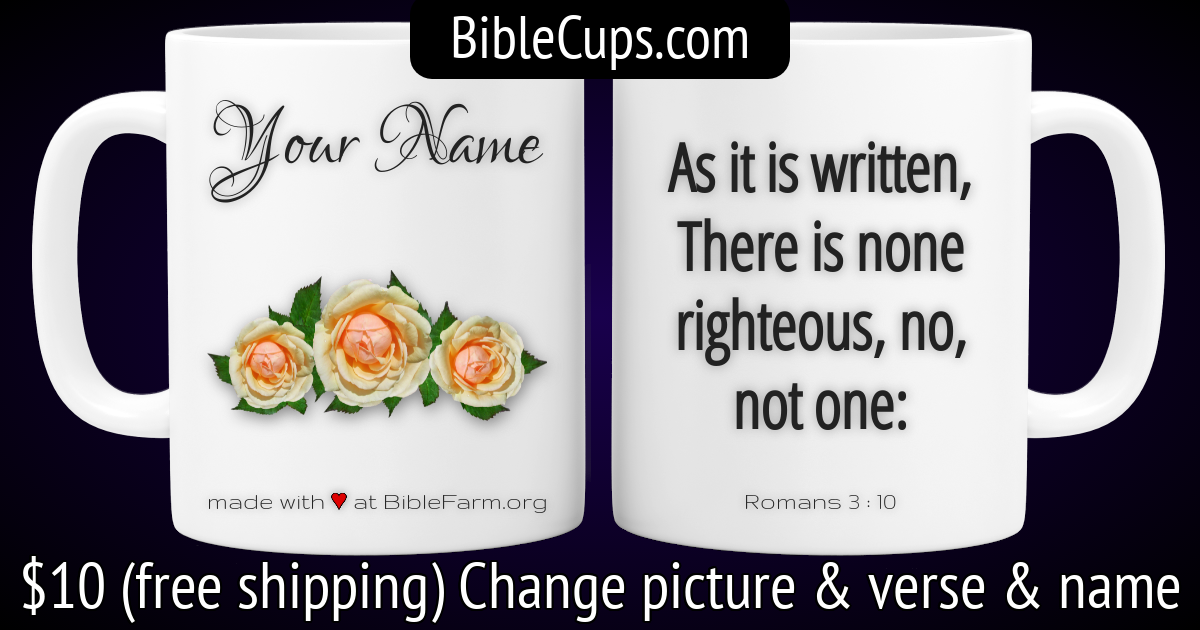 BibleCups.com
Your Name
made with ♥ at BibleFarm.org
As it is written,
There is none
righteous, no,
not one:
Romans 3 : 10
$10 (free shipping) Change picture & verse & name